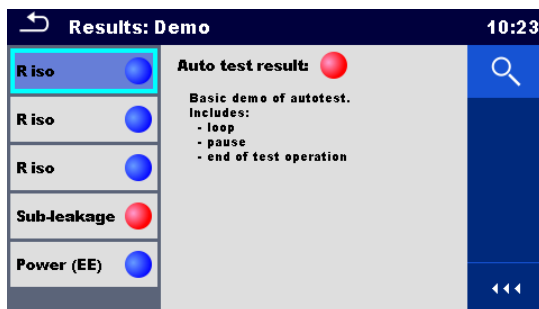 Results: Demo
10:23
R iso
R iso
R iso
Sub-leakage
Power (EE)
Auto test result:
Basic demo of autotest.
Includes:
- loop
- pause
- end of test operation